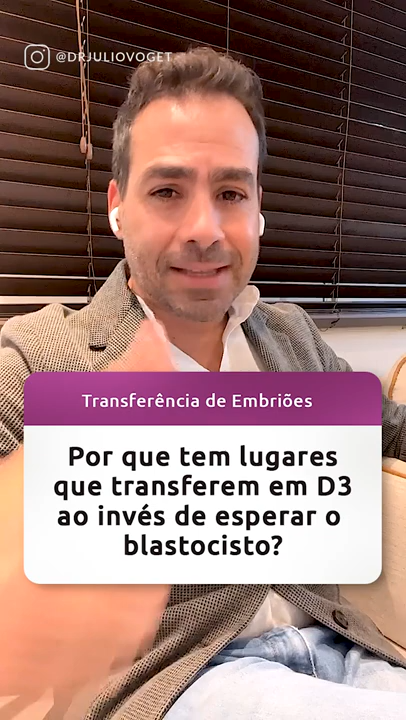 @DRJULIOVOGET
Transferência de Embriões
Por que tem lugares
que transferem em D3
ao invés de esperar o
blastocisto?